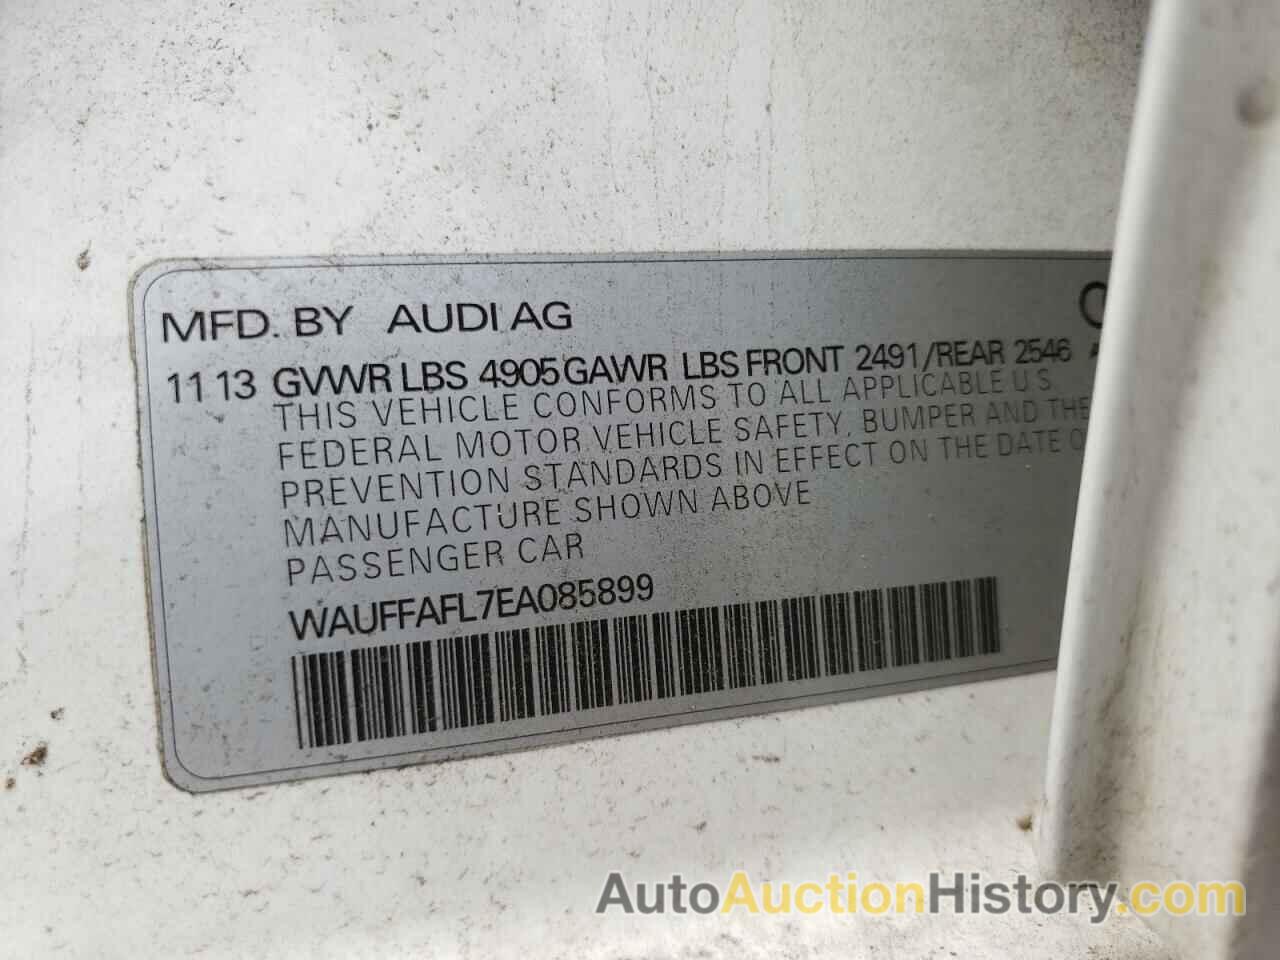 MFD. BY AUDI AG
11 13 GVWR LBS 4905 GAWR LBS FRONT 2491/REAR 2546
THIS VEHICLE CONFORMS TO ALL APPLICABLE U S
FEDERAL MOTOR VEHICLE SAFETY, BUMPER AND THE
PREVENTION STANDARDS IN EFFECT ON THE DATE
MANUFACTURE SHOWN ABOVE
PASSENGER CAR
WAUFFAFL7EA085899
AutoAuctionHistory.com